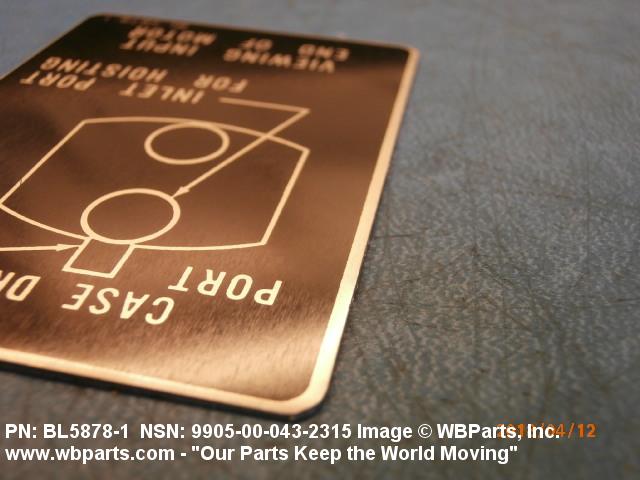 CASE DR
PORT
INLET PORT
FOR HOISTING
VIEWING INPUT
END OF MOTOR
PN: BL5878-1 NSN: 9905-00-043-2315 Image © WBParts, Inc.
www.wbparts.com - "Our Parts Keep the World Moving"